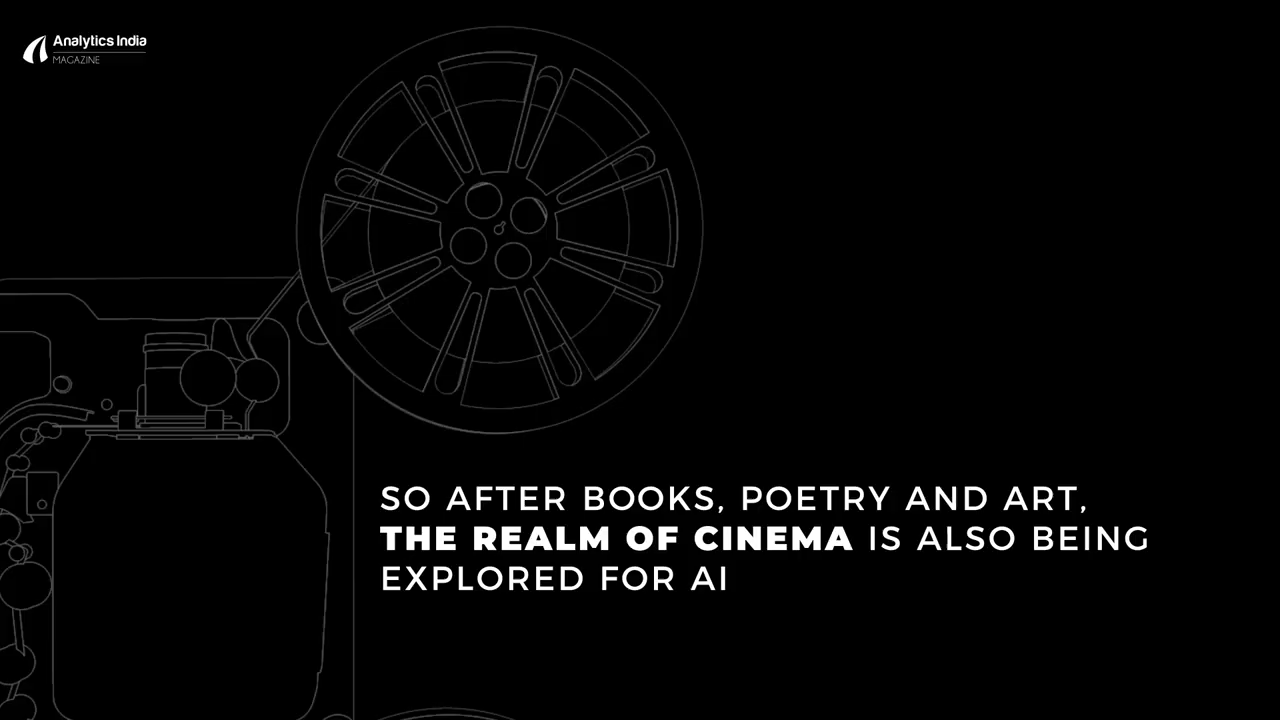 Analytics India
MAGAZINE
SO AFTER BOOKS, POETRY AND ART,
THE REALM OF CINEMA IS ALSO BEING
EXPLORED FOR AI